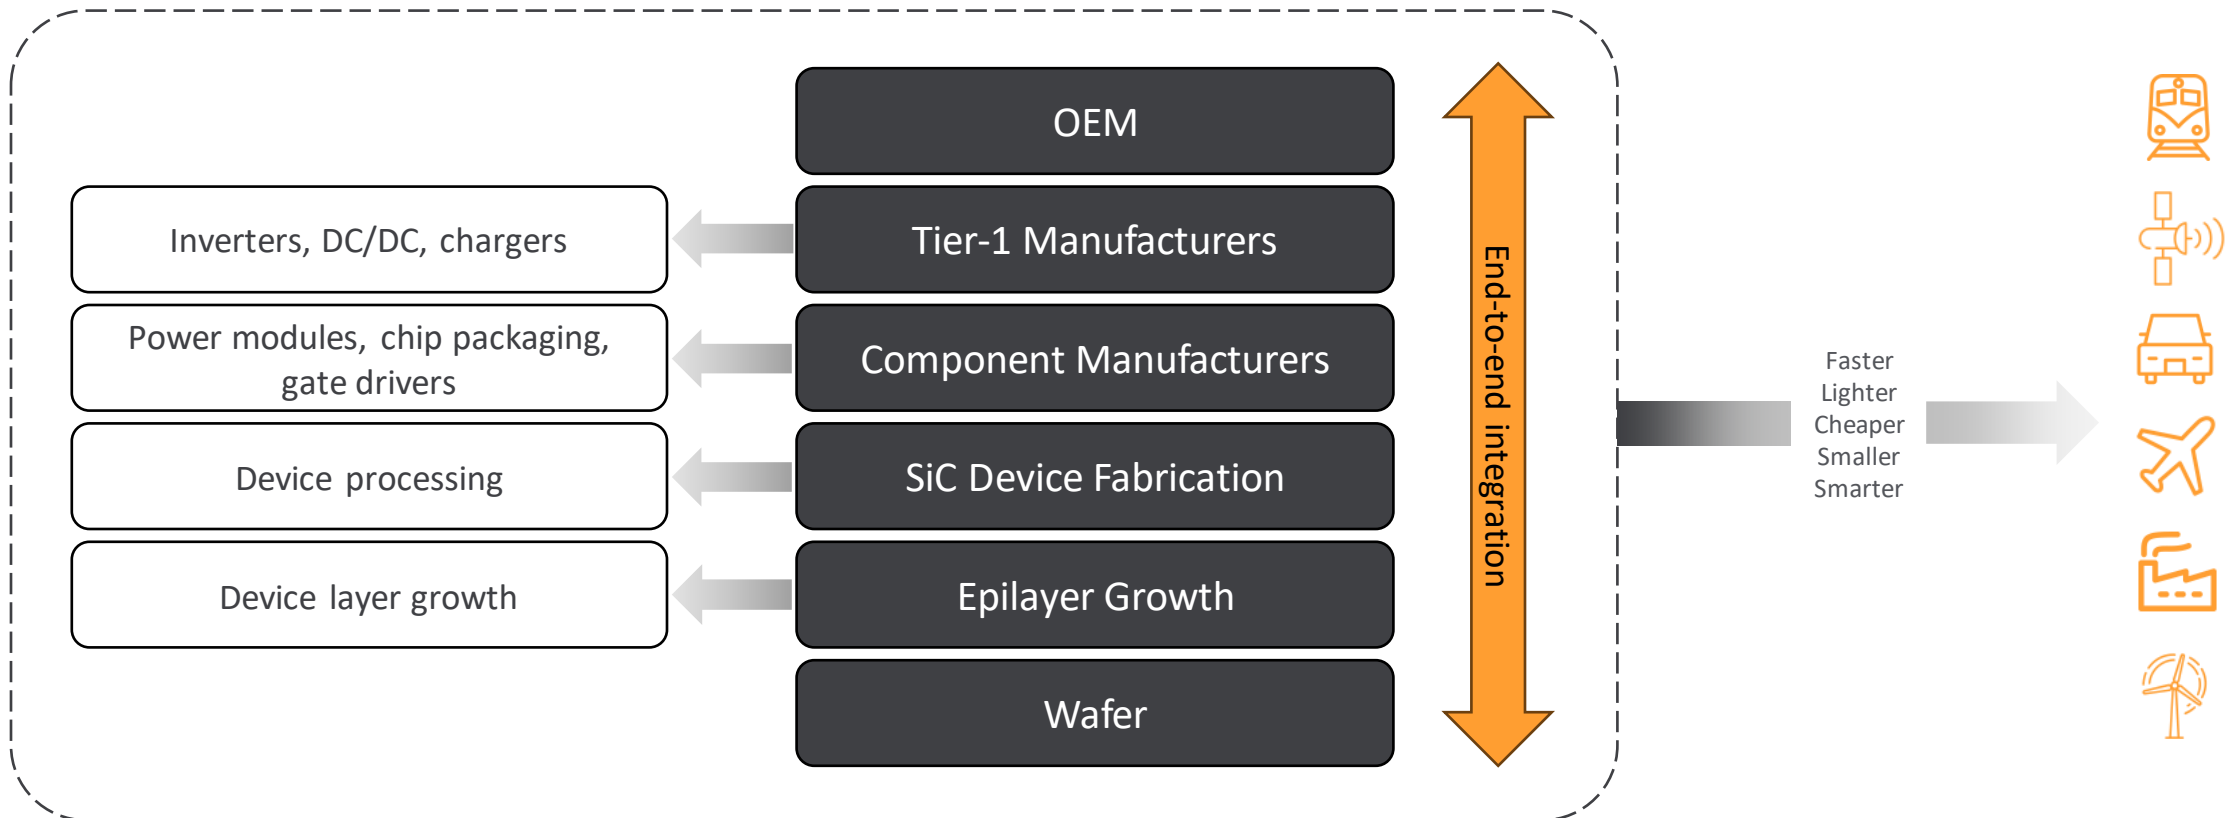 OEM
Inverters, DC/DC, chargers
Tier-1 Manufacturers
Power modules, chip packaging,
gate drivers
Component Manufacturers
Device processing
SiC Device Fabrication
Device layer growth
Epilayer Growth
Wafer
End-to-end integration
Faster
Lighter
Cheaper
Smaller
Smarter